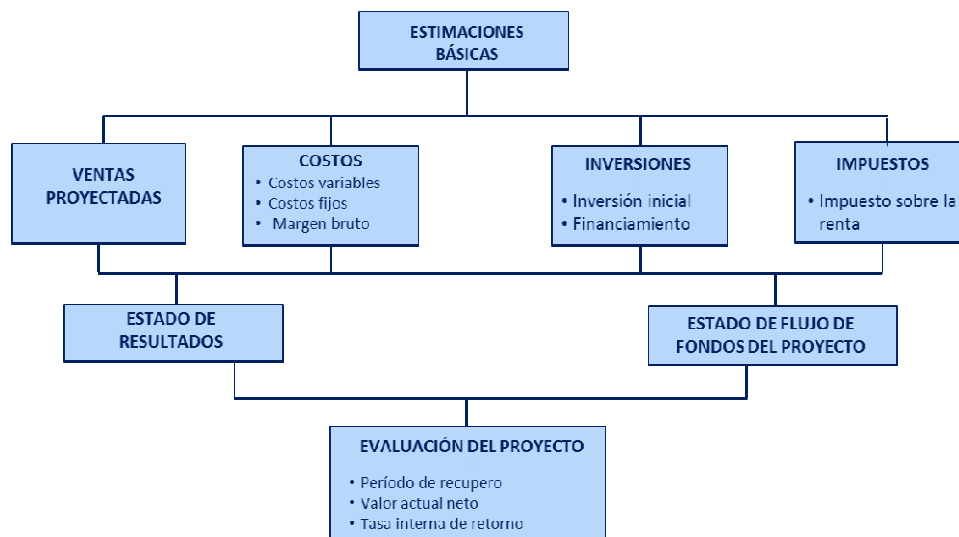 ESTIMACIONES
BÁSICAS
VENTAS
PROYECTADAS
COSTOS
• Costos variables
• Costos fijos
• Margen bruto
INVERSIONES
• Inversión inicial
• Financiamiento
IMPUESTOS
• Impuesto sobre la
renta
ESTADO DE
RESULTADOS
ESTADO DE FLUJO DE
FONDOS DEL PROYECTO
EVALUACIÓN DEL PROYECTO
• Período de recupero
• Valor actual neto
• Tasa interna de retorno